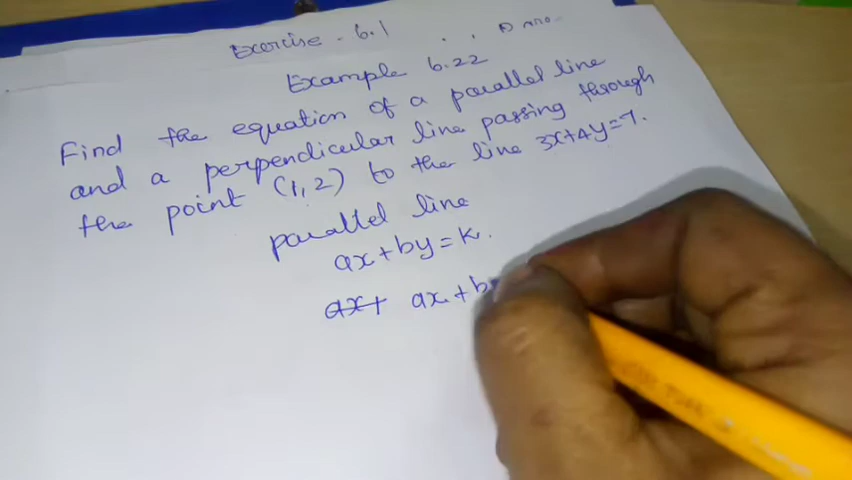 Exercise - 6.1
Example 6.22
Find the equation of a parallel line
and a perpendicular line passing through
the point (1,2) to the line 3x+4y=7.
parallel line
ax+by=k.
ax+ ax+b